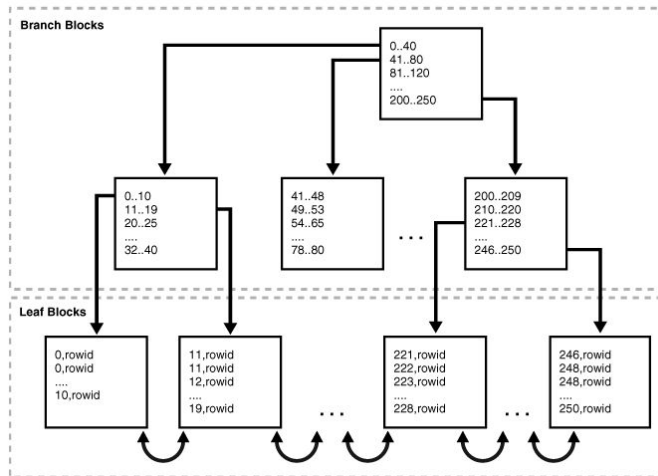 Branch Blocks
0..40
41..80
81..120
....
200..250
0..10
11..19
20..25
....
32..40
41..48
49..53
54..65
....
78..80
...
200..209
210..220
221..228
....
246..250
Leaf Blocks
0,rowid
0,rowid
....
10,rowid
11,rowid
11,rowid
12,rowid
....
19,rowid
...
221,rowid
222,rowid
223,rowid
....
228,rowid
...
246,rowid
248,rowid
248,rowid
....
250,rowid